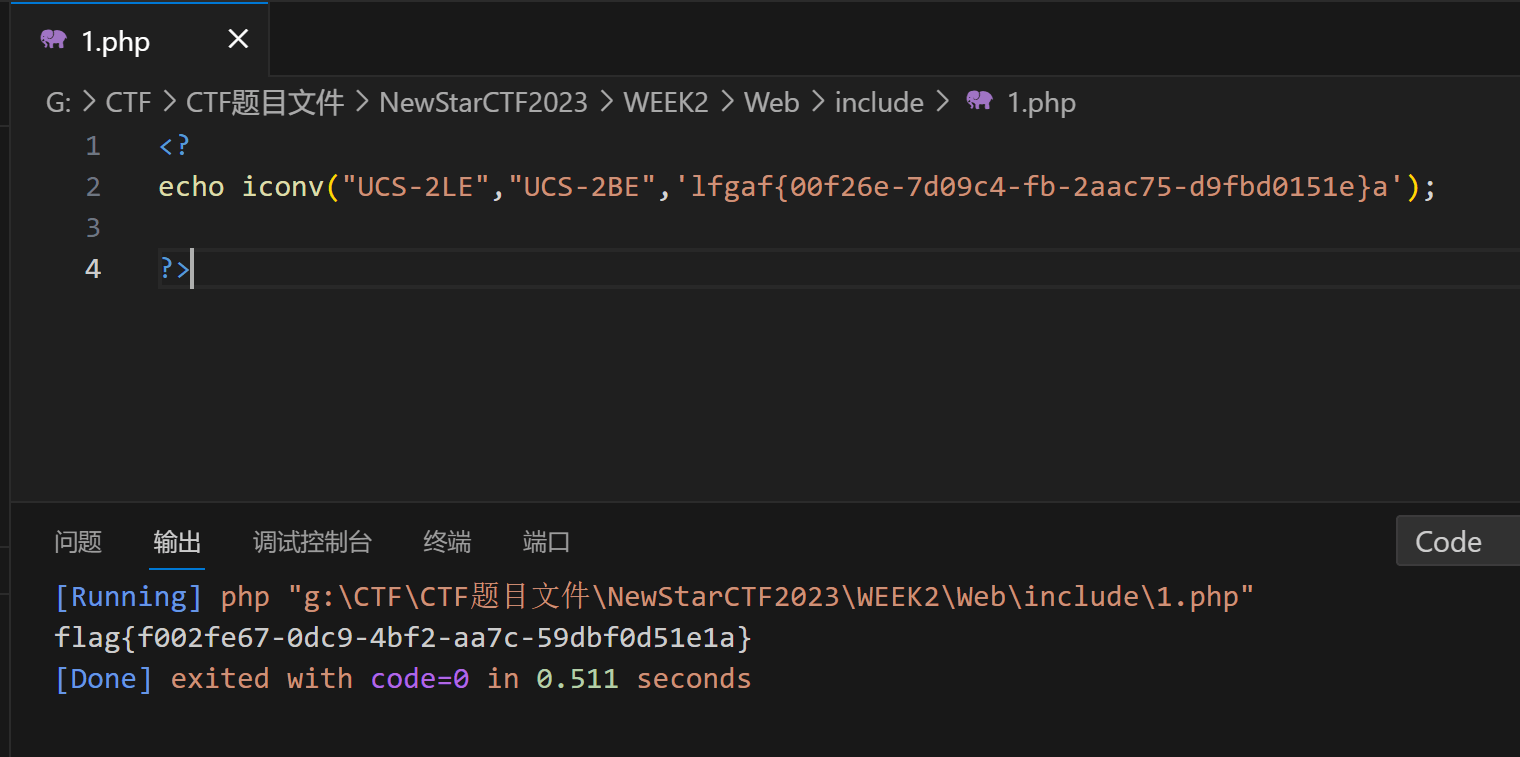 1.php
G: > CTF > CTF题目文件 > NewStarCTF2023 > WEEK2 > Web > include > 1.php
1 <?
2 echo iconv("UCS-2LE","UCS-2BE",'lfgaf{00f26e-7d09c4-fb-2aac75-d9fbd0151e}a');
3
4 ?>
问题 输出 调试控制台 终端 端口 Code
[Running] php "g:\CTF\CTF题目文件\NewStarCTF2023\WEEK2\Web\include\1.php"
flag{f002fe67-0dc9-4bf2-aa7c-59dbf0d51e1a}
[Done] exited with code=0 in 0.511 seconds